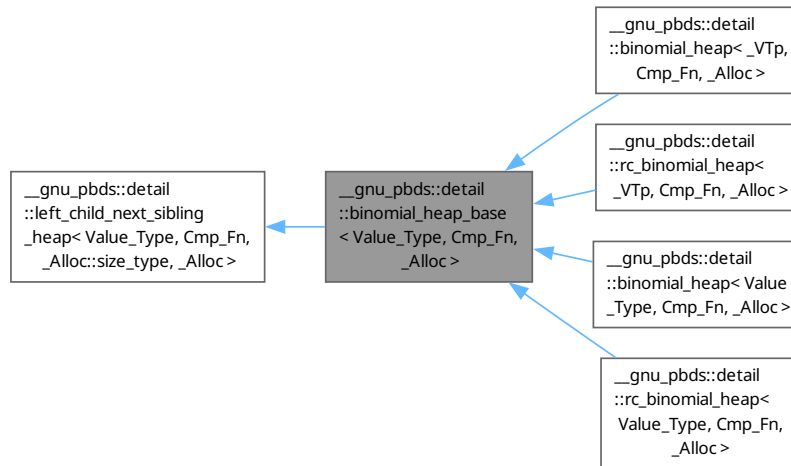 __gnu_pbds::detail
::left_child_next_sibling
_heap< Value_Type, Cmp_Fn,
_Alloc::size_type, _Alloc >
__gnu_pbds::detail
::binomial_heap_base
< Value_Type, Cmp_Fn,
_Alloc >
__gnu_pbds::detail
::binomial_heap< _VTp,
Cmp_Fn, _Alloc >
__gnu_pbds::detail
::rc_binomial_heap<
_VTp, Cmp_Fn, _Alloc >
__gnu_pbds::detail
::binomial_heap< Value
_Type, Cmp_Fn, _Alloc >
__gnu_pbds::detail
::rc_binomial_heap<
Value_Type, Cmp_Fn,
_Alloc >